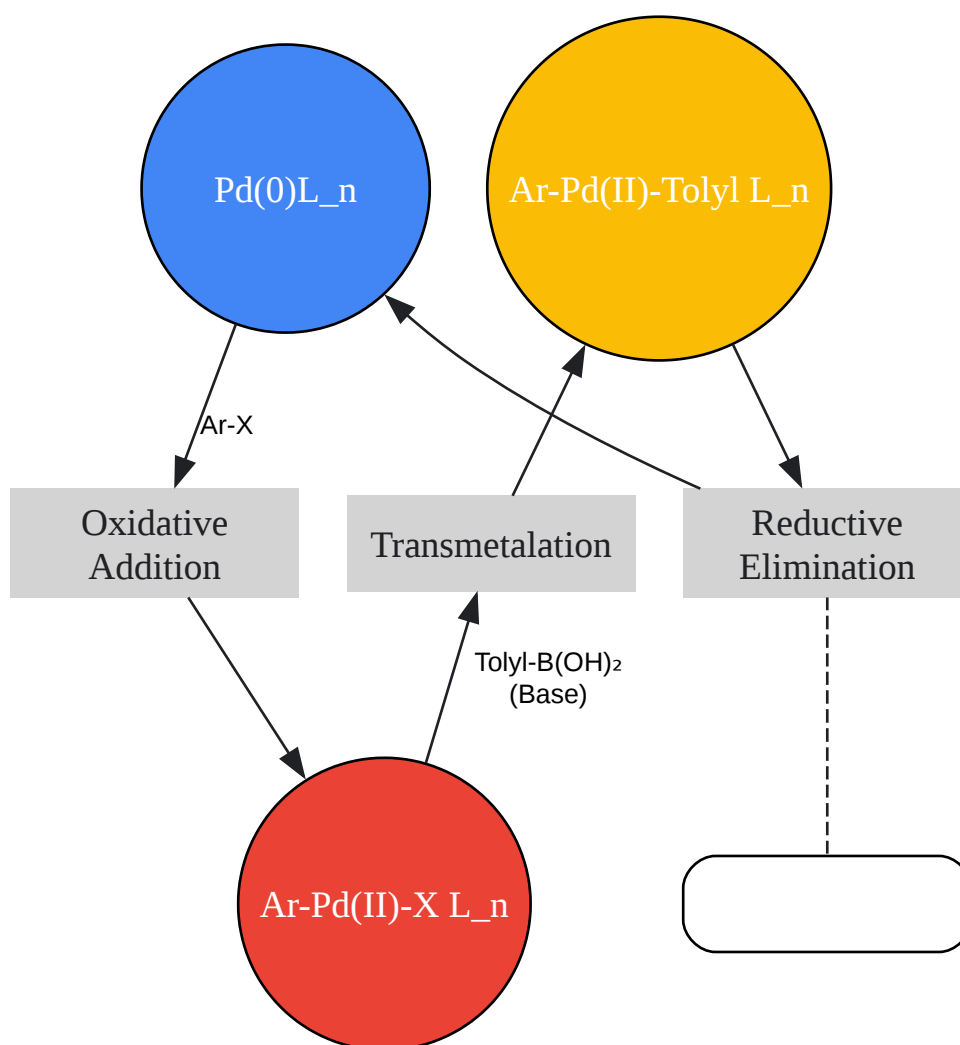 Pd(0)L_n
Ar-Pd(II)-Tolyl L_n
Ar-X
Oxidative
Addition
Transmetalation
Reductive
Elimination
Tolyl-B(OH)₂
(Base)
Ar-Pd(II)-X L_n